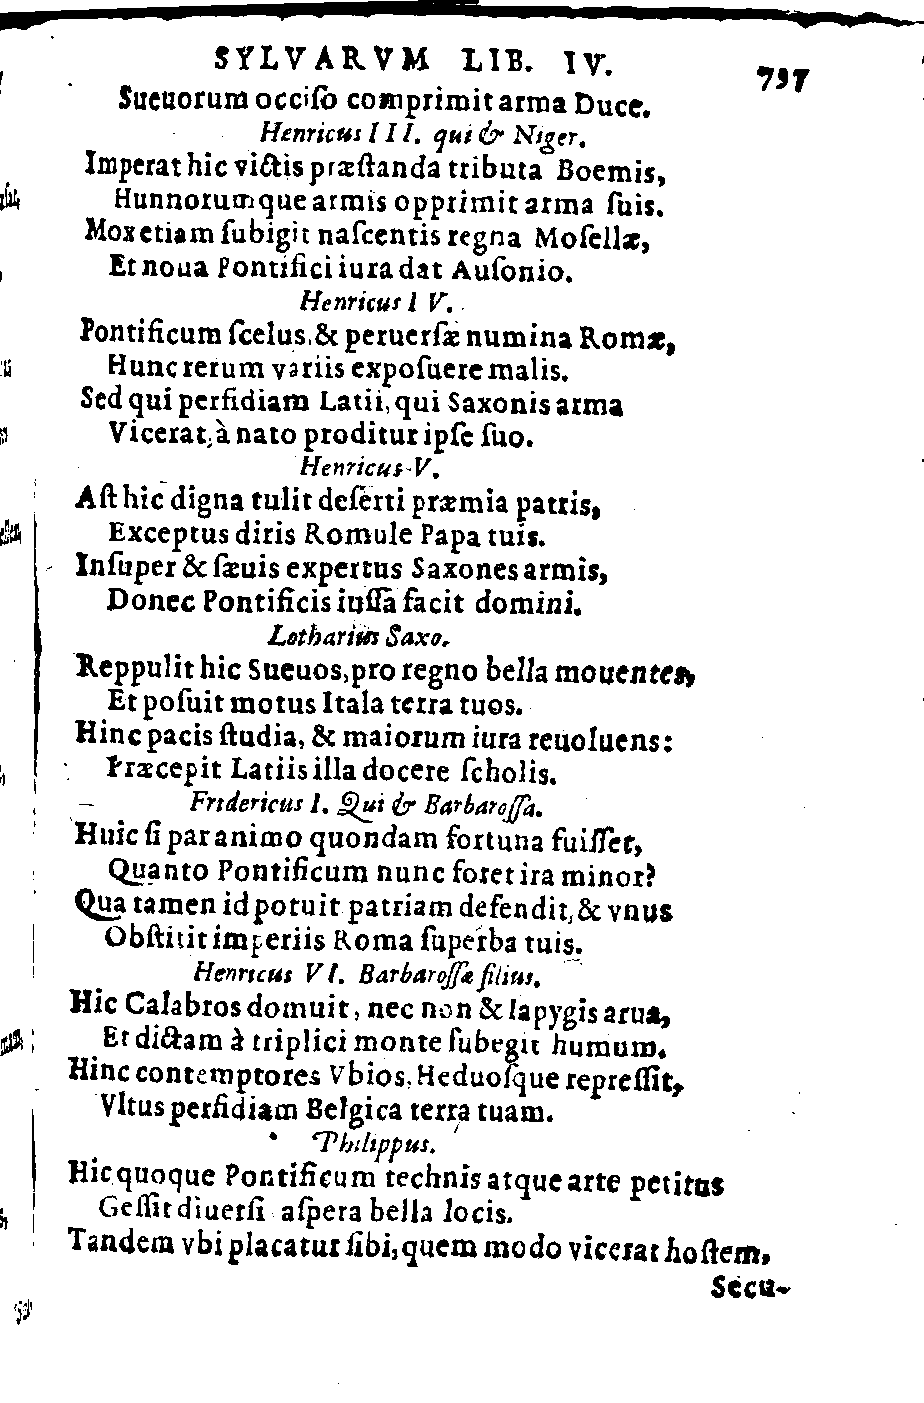 SYLVARVM LIB. IV. 797
Sueuorum occiſo comprimit arma Duce.
Henricus III. qui & Niger.
Imperat hic victis præſtanda tributa Boemis,
Hunnorumque armis opprimit arma ſuis.
Mox etiam ſubigit naſcentis regna Moſellæ,
Et noua Pontifici iura dat Auſonio.
Henricus IV.
Pontificum ſcelus, & peruerſæ numina Romæ,
Hunc rerum variis expoſuere malis.
Sed qui perfidiam Latii, qui Saxonis arma
Vicerat, à nato proditur ipſe ſuo.
Henricus V.
Aſt hic digna tulit deſerti præmia patris,
Exceptus diris Romule Papa tuis.
Inſuper & ſæuis expertus Saxones armis,
Donec Pontificis iuſſa facit domini.
Lotharius Saxo.
Reppulit hic Sueuos, pro regno bella mouentes,
Et poſuit motus Itala terra tuos.
Hinc pacis ſtudia, & maiorum iura reuoluens:
Præcepit Latiis illa docere ſcholis.
Fridericus I. Qui & Barbaroſſa.
Huic ſi par animo quondam fortuna fuiſſet,
Quanto Pontificum nunc foret ira minor?
Qua tamen id potuit patriam defendit, & vnus
Obſtitit imperiis Roma ſuperba tuis.
Henricus VI. Barbaroſſæ filius.
Hic Calabros domuit, nec non & Iapygis arua,
Et dictam à triplici monte ſubegit humum.
Hinc contemptores Vbios, Heduoſque repreſſit,
Vltus perfidiam Belgica terra tuam.
Philippus.
Hic quoque Pontificum technis atque arte petitus
Geſſit diuerſi aſpera bella locis.
Tandem vbi placatur ſibi, quem modo vicerat hoſtem,
Secu-